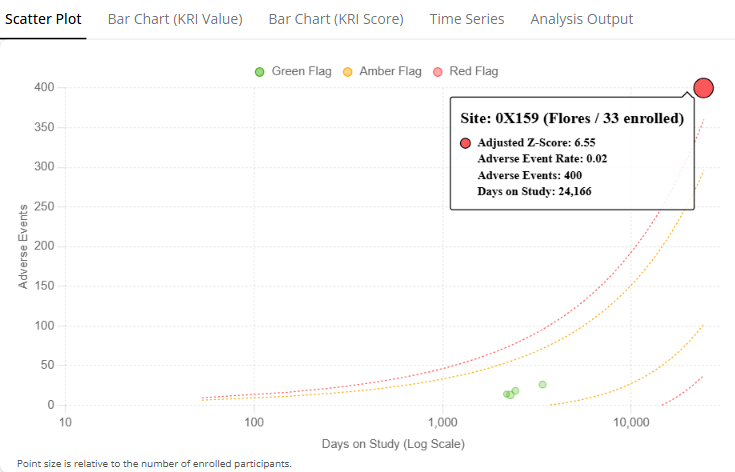 Scatter Plot Bar Chart (KRI Value) Bar Chart (KRI Score) Time Series Analysis Output
Green Flag Amber Flag Red Flag
400
350
300
250
200
150
100
50
0
Adverse Events
Site: 0X159 (Flores / 33 enrolled)
Adjusted Z-Score: 6.55
Adverse Event Rate: 0.02
Adverse Events: 400
Days on Study: 24,166
10 100 1,000 10,000
Days on Study (Log Scale)
Point size is relative to the number of enrolled participants.